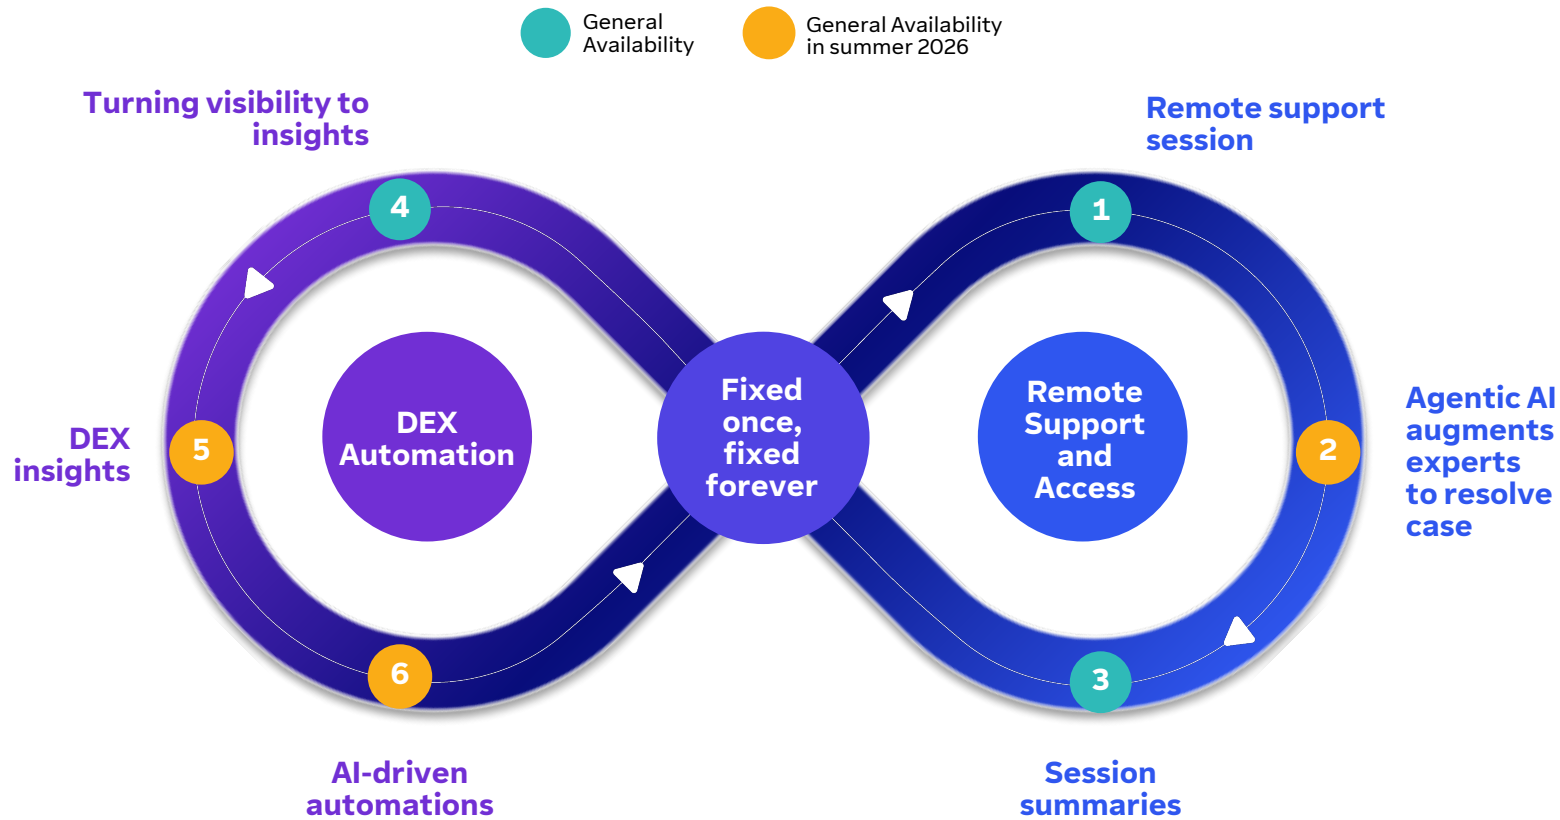 General
Availability
General Availability
in summer 2026
Turning visibility to
insights
Remote support
session
4
1
DEX
Automation
Fixed
once,
fixed
forever
Remote
Support
and
Access
DEX
insights
5
2
Agentic AI
augments
experts
to resolve
case
6
3
AI-driven
automations
Session
summaries